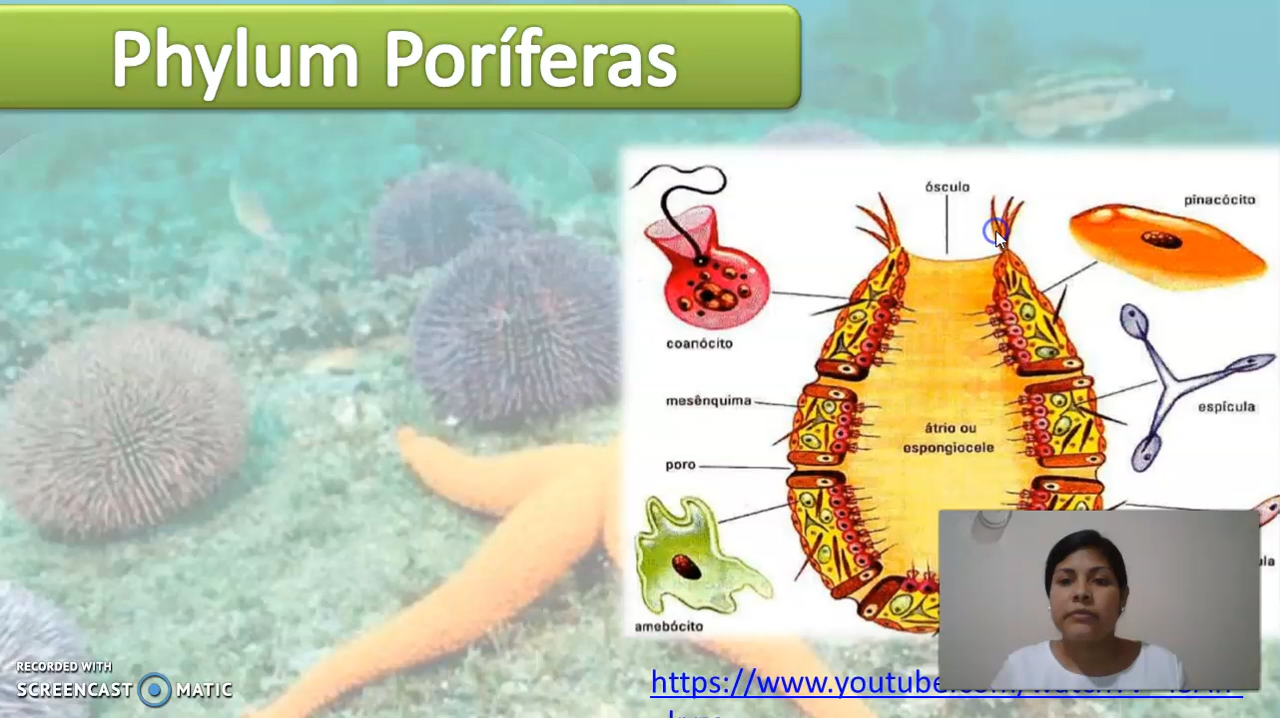 Phylum Poríferas
ósculo
pinacócito
coanócito
mesênquima
espícula
átrio ou
espongiocele
poro
amebócito
RECORDED WITH
SCREENCAST MATIC
https://www.youtube